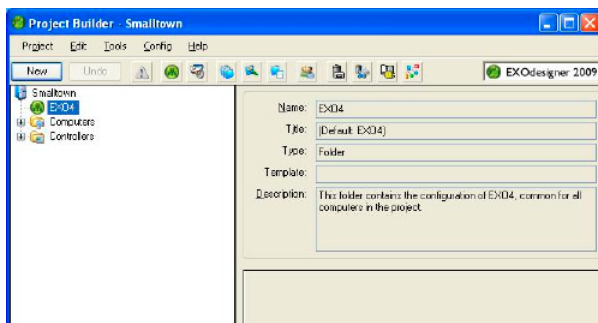 Project Builder - Smalltown
Project Edit Tools Config Help
New Undo EXOdesigner 2009
Smalltown
EXO4
Computers
Controllers
Name: EXO4
Title: (Default: EXO4)
Type: Folder
Template:
Description: This folder contains the configuration of EXO4, common for all
computers in the project.